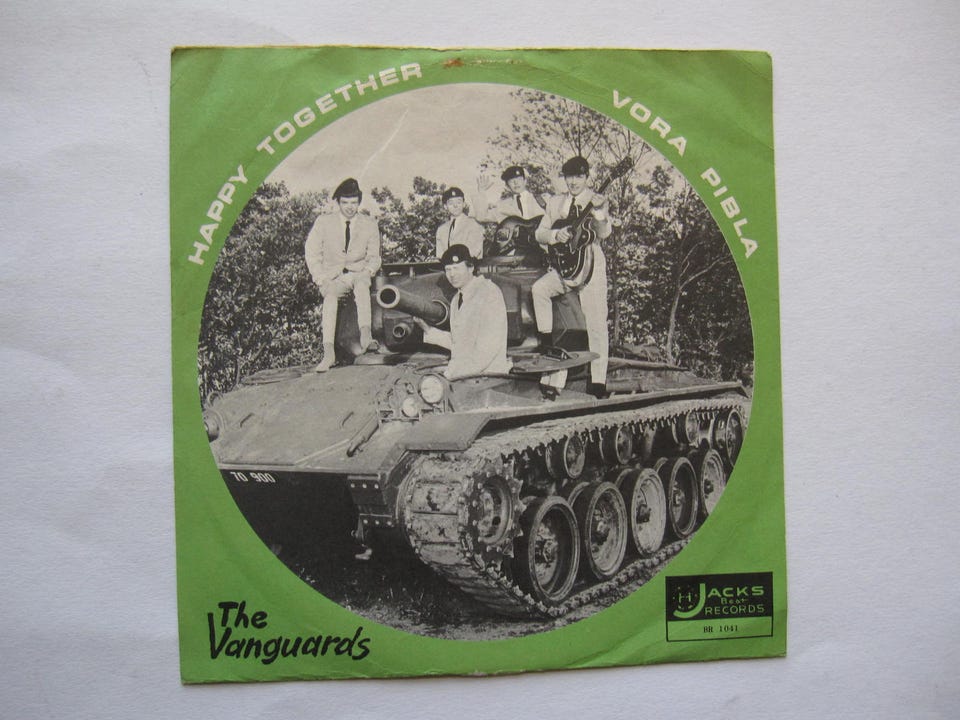 HAPPY TOGETHER
VORA PIBLA
TO 900
The
Vanguards
JACKS
Beat
RECORDS
BR 1041